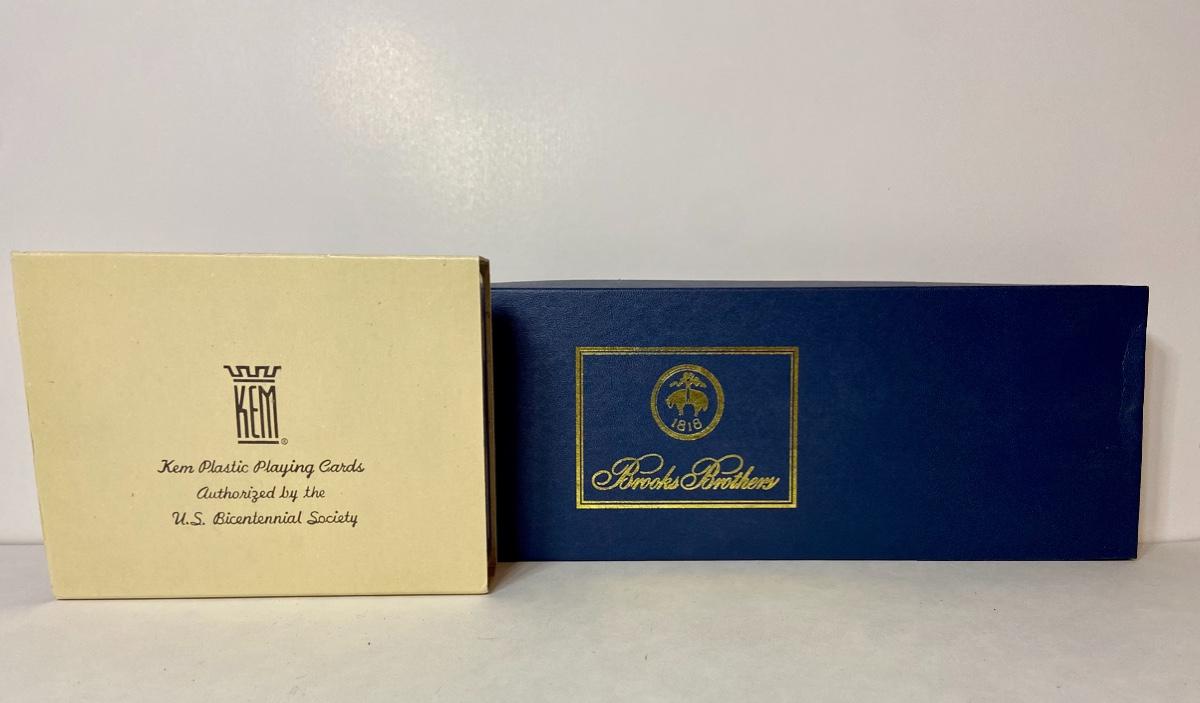 KEM
®
Kem Plastic Playing Cards
Authorized by the
U.S. Bicentennial Society
1818
Brooks Brothers